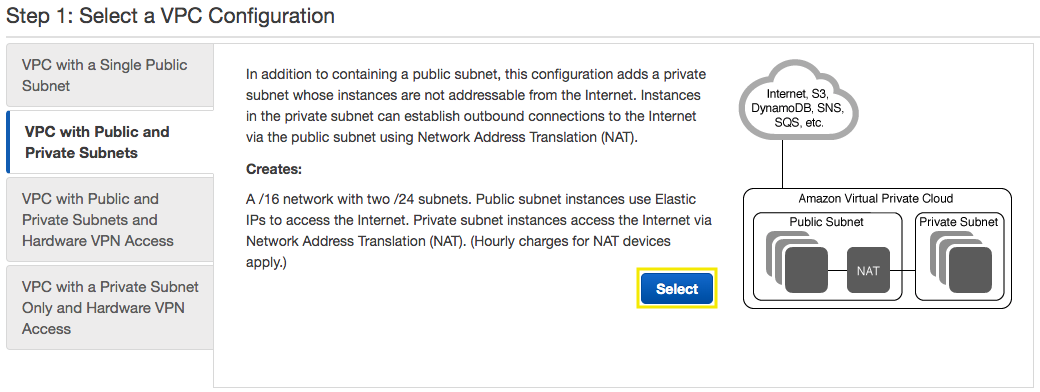 Step 1: Select a VPC Configuration
VPC with a Single Public
Subnet
VPC with Public and
Private Subnets
VPC with Public and
Private Subnets and
Hardware VPN Access
VPC with a Private Subnet
Only and Hardware VPN
Access
In addition to containing a public subnet, this configuration adds a private
subnet whose instances are not addressable from the Internet. Instances
in the private subnet can establish outbound connections to the Internet
via the public subnet using Network Address Translation (NAT).
Creates:
A /16 network with two /24 subnets. Public subnet instances use Elastic
IPs to access the Internet. Private subnet instances access the Internet via
Network Address Translation (NAT). (Hourly charges for NAT devices
apply.)
Select
Internet, S3,
DynamoDB, SNS,
SQS, etc.
Amazon Virtual Private Cloud
Public Subnet
Private Subnet
NAT